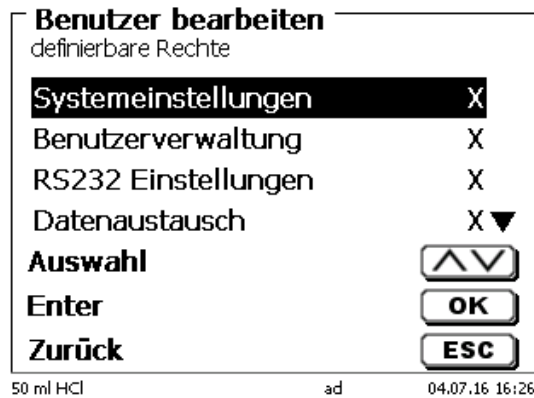 Benutzer bearbeiten
definierbare Rechte
Systemeinstellungen X
Benutzerverwaltung X
RS232 Einstellungen X
Datenaustausch X
Auswahl
Enter OK
Zurück ESC
50 ml HCl ad 04.07.16 16:26